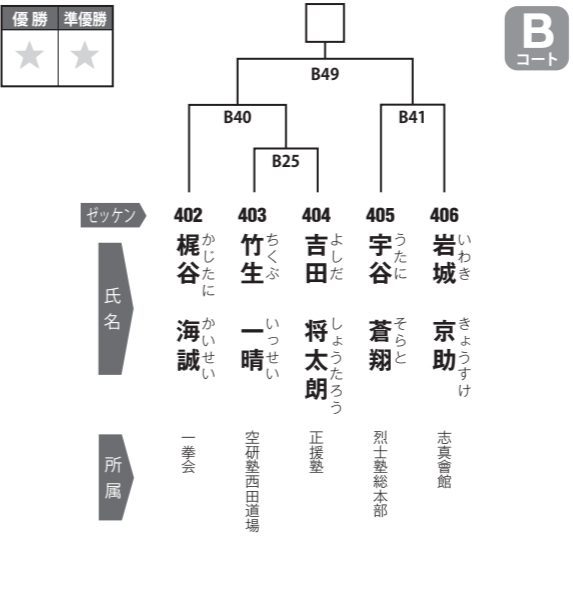 優勝 準優勝
B
コート
B49
B40
B41
B25
ゼッケン
402
403
404
405
406
氏名
梶谷 海誠
かじたに かいせい
竹生 一晴
ちくぶ いっせい
吉田 将太朗
よしだ しょうたろう
宇谷 蒼翔
うたに そらと
岩城 京助
いわき きょうすけ
所属
一拳会
空研塾西田道場
正援塾
烈士塾総本部
志真會館